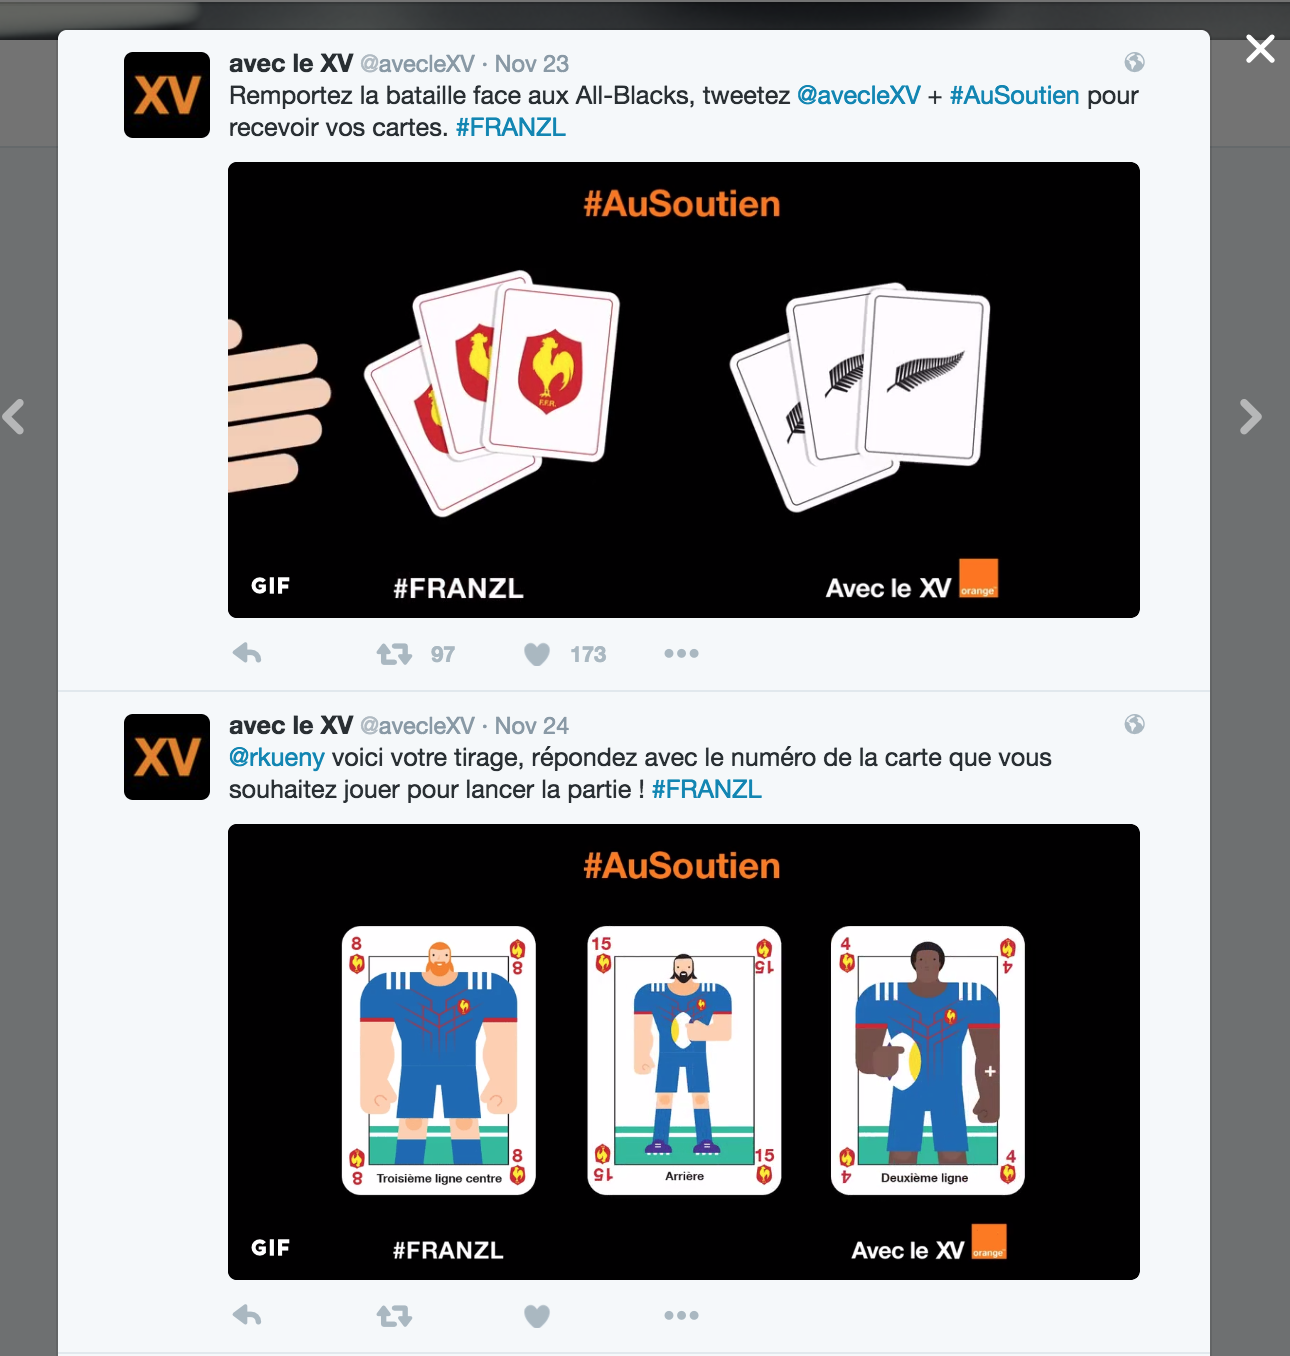 XV
avec le XV @avecleXV · Nov 23
Remportez la bataille face aux All-Blacks, tweetez @avecleXV + #AuSoutien pour
recevoir vos cartes. #FRANZL
#AuSoutien
F.F.R.
GIF
#FRANZL
Avec le XV
orange™
97
173
XV
avec le XV @avecleXV · Nov 24
@rkueny voici votre tirage, répondez avec le numéro de la carte que vous
souhaitez jouer pour lancer la partie ! #FRANZL
#AuSoutien
8
8
8
8
Troisième ligne centre
15
15
15
15
Arrière
4
4
4
4
Deuxième ligne
GIF
#FRANZL
Avec le XV
orange™